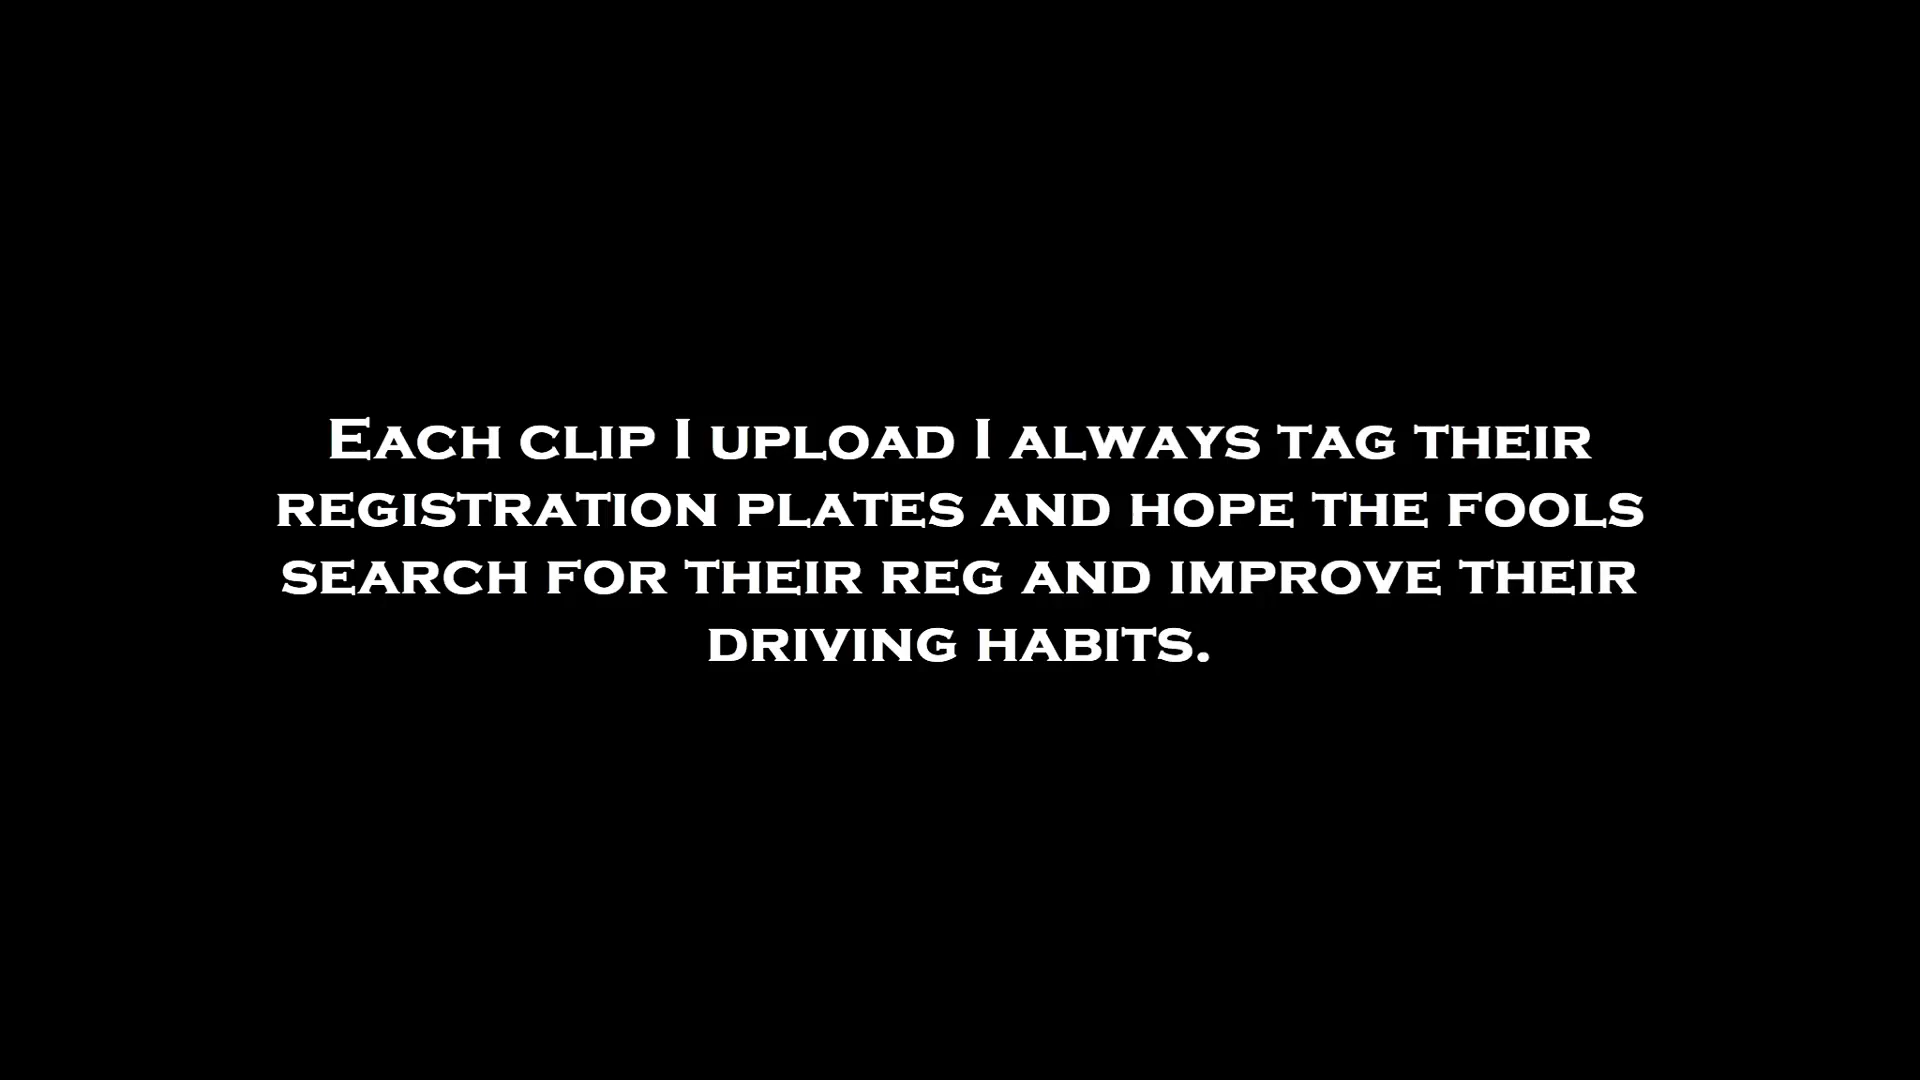 Each clip I upload I always tag their
registration plates and hope the fools
search for their reg and improve their
driving habits.